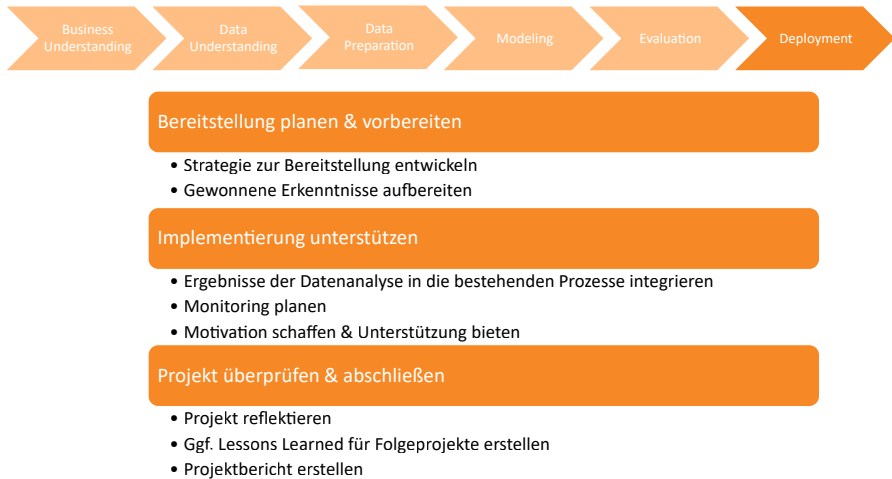 Business
Understanding
Data
Understanding
Data
Preparation
Modeling
Evaluation
Deployment
Bereitstellung planen & vorbereiten
• Strategie zur Bereitstellung entwickeln
• Gewonnene Erkenntnisse aufbereiten
Implementierung unterstützen
• Ergebnisse der Datenanalyse in die bestehenden Prozesse integrieren
• Monitoring planen
• Motivation schaffen & Unterstützung bieten
Projekt überprüfen & abschließen
• Projekt reflektieren
• Ggf. Lessons Learned für Folgeprojekte erstellen
• Projektbericht erstellen